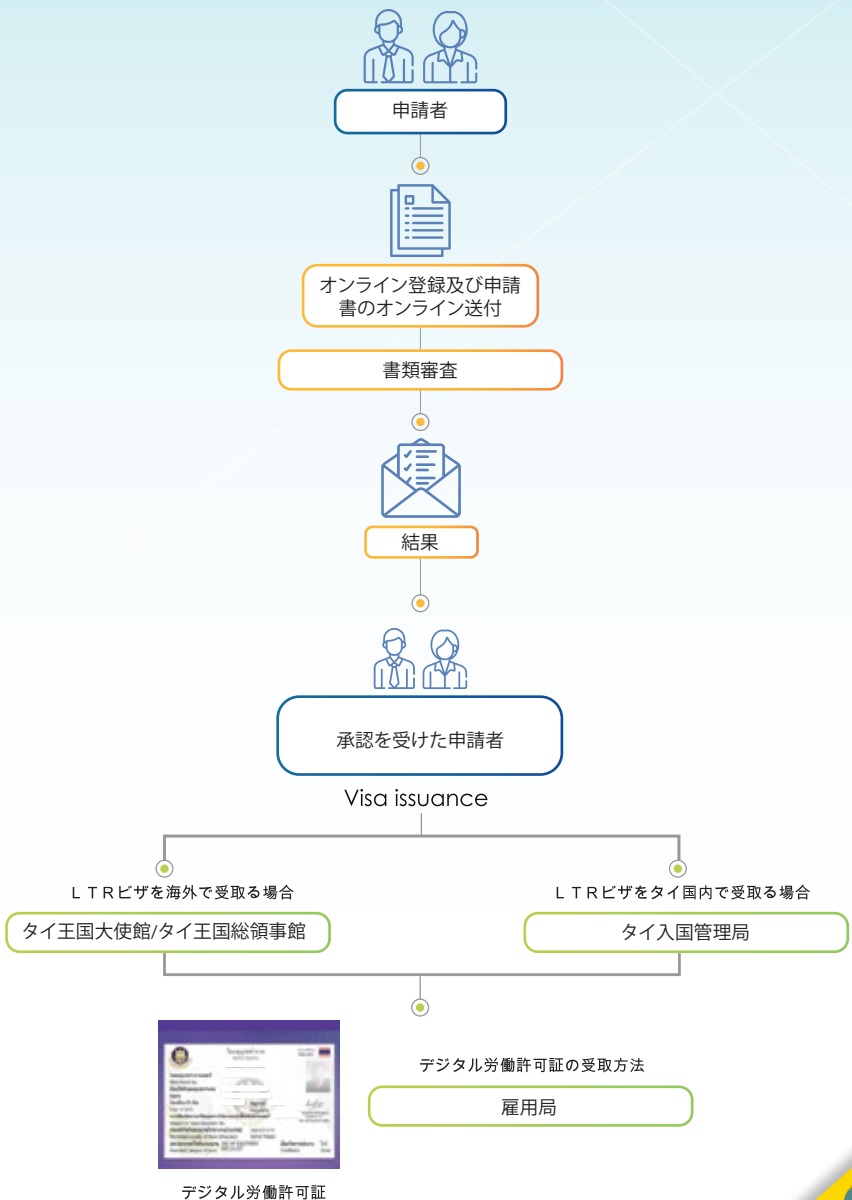 申請者
オンライン登録及び申請
書のオンライン送付
書類審査
結果
承認を受けた申請者
Visa issuance
LTRビザを海外で受取る場合
LTRビザをタイ国内で受取る場合
タイ王国大使館/タイ王国総領事館
タイ入国管理局
デジタル労働許可証の受取方法
雇用局
デジタル労働許可証